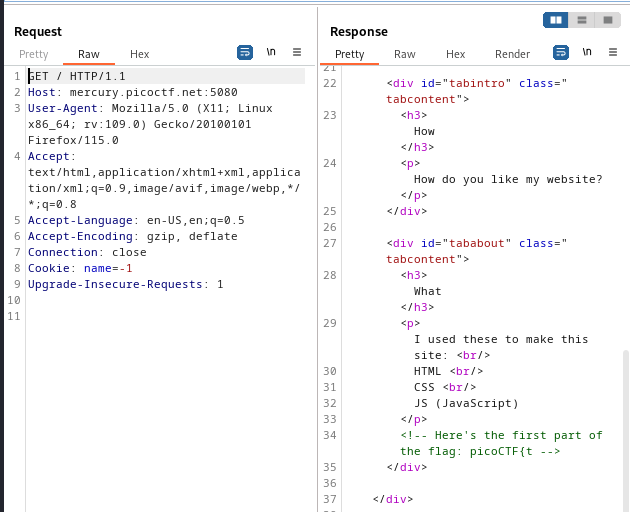 Request
Response
Pretty Raw Hex \n
Pretty Raw Hex Render \n
1 GET / HTTP/1.1
2 Host: mercury.picoctf.net:5080
3 User-Agent: Mozilla/5.0 (X11; Linux
x86_64; rv:109.0) Gecko/20100101
Firefox/115.0
4 Accept:
text/html,application/xhtml+xml,applica
tion/xml;q=0.9,image/avif,image/webp,*/
*;q=0.8
5 Accept-Language: en-US,en;q=0.5
6 Accept-Encoding: gzip, deflate
7 Connection: close
8 Cookie: name=-1
9 Upgrade-Insecure-Requests: 1
10
11
21
22 <div id="tabintro" class="
tabcontent">
23 <h3>
How
</h3>
24 <p>
How do you like my website?
</p>
25 </div>
26
27 <div id="tababout" class="
tabcontent">
28 <h3>
What
</h3>
29 <p>
I used these to make this
site: <br/>
30 HTML <br/>
31 CSS <br/>
32 JS (JavaScript)
33 </p>
34 <!-- Here's the first part of
the flag: picoCTF{t -->
35 </div>
36
37 </div>